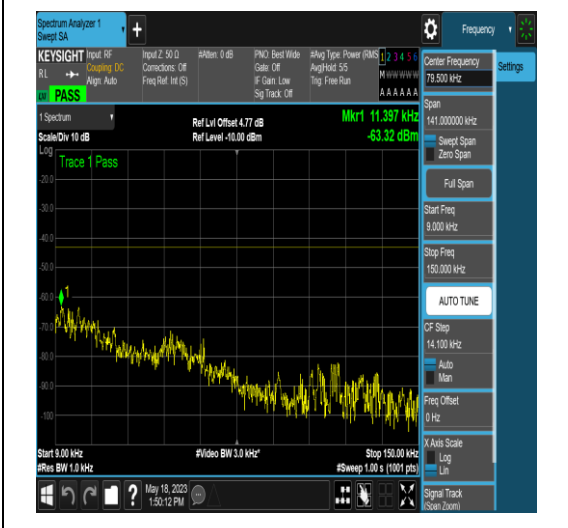 Spectrum Analyzer 1
Swept SA
Frequency
KEYSIGHT
Input: RF
Coupling: DC
Align: Auto
RL
PASS
Input Z: 50 Ω
Corrections: Off
Freq Ref: Int (S)
#Atten: 0 dB
PNO: Best Wide
Gate: Off
IF Gain: Low
Sig Track: Off
#Avg Type: Power (RMS
Avg|Hold: 5/5
Trig: Free Run
1 2 3 4 5 6
M W W W W W
A A A A A A
Settings
Center Frequency
79.500 kHz
Span
141.000000 kHz
Swept Span
Zero Span
Full Span
Start Freq
9.000 kHz
Stop Freq
150.000 kHz
AUTO TUNE
CF Step
14.100 kHz
Auto
Man
Freq Offset
0 Hz
X Axis Scale
Log
Lin
Signal Track
(Span Zoom)
1 Spectrum
Scale/Div 10 dB
Ref Lvl Offset 4.77 dB
Ref Level -10.00 dBm
Mkr1 11.397 kHz
-63.32 dBm
Log
Trace 1 Pass
-20.0
-30.0
-40.0
-50.0
-60.0
-70.0
-80.0
-90.0
-100
1
Start 9.00 kHz
#Video BW 3.0 kHz*
Stop 150.00 kHz
#Res BW 1.0 kHz
#Sweep 1.00 s (1001 pts)
?
May 18, 2023
1:50:12 PM